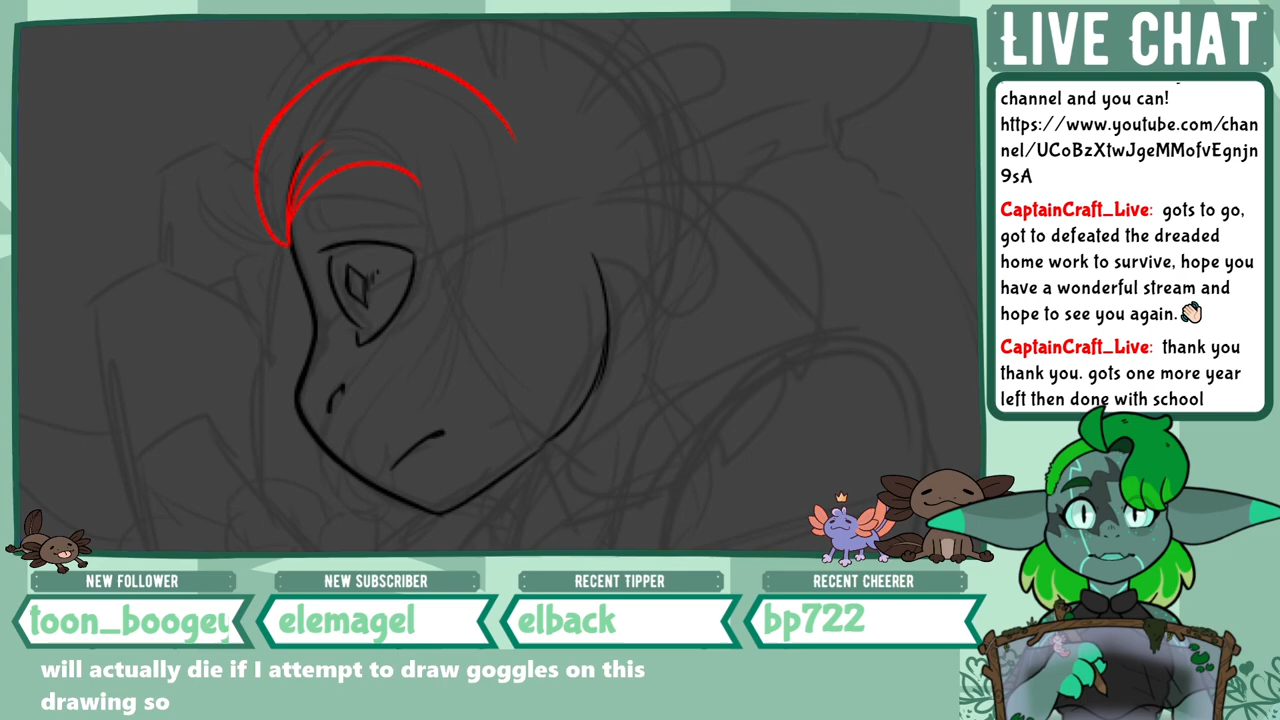 LIVE CHAT
channel and you can!
https://www.youtube.com/chan
nel/UCoBzXtwJgeMMofvEgnjn
9sA
CaptainCraft_Live: gots to go,
got to defeated the dreaded
home work to survive, hope you
have a wonderful stream and
hope to see you again.
CaptainCraft_Live: thank you
thank you. gots one more year
left then done with school
NEW FOLLOWER
toon_boogey
NEW SUBSCRIBER
elemagel
RECENT TIPPER
elback
RECENT CHEERER
bp722
will actually die if I attempt to draw goggles on this
drawing so